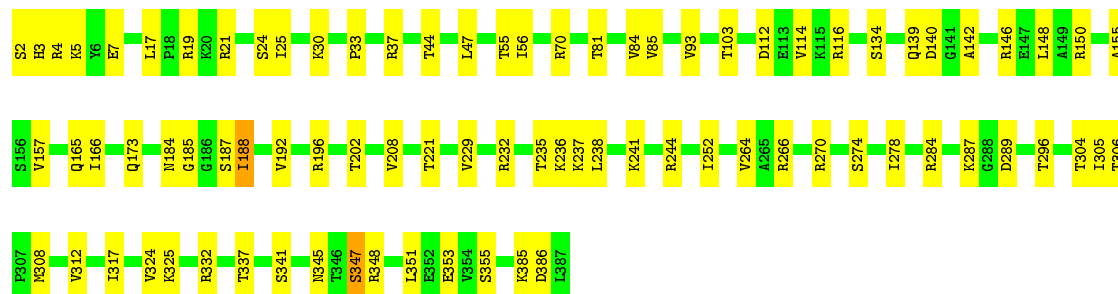 S2 H3 R4 K5 Y6 E7 L17 P18 R19 K20 R21 S24 I25 K30 P33 R37 T44 L47 T55 I56 R70 T81 V84 V85 V93 T103 D112 E113 V114 K115 R116 S134 Q139 D140 G141 A142 R146 E147 L148 A149 R150 A155
S156 V157 Q165 I166 Q173 N184 G185 G186 S187 I188 V192 R196 T202 V208 T221 V229 R232 T235 K236 K237 L238 K241 R244 I252 V264 A265 R266 R270 S274 I278 R284 K287 G288 D289 T296 T304 I305 T306
P307 M308 V312 I317 V324 K325 R332 T337 S341 N345 T346 S347 R348 L351 E352 E353 V354 S355 K385 D386 L387